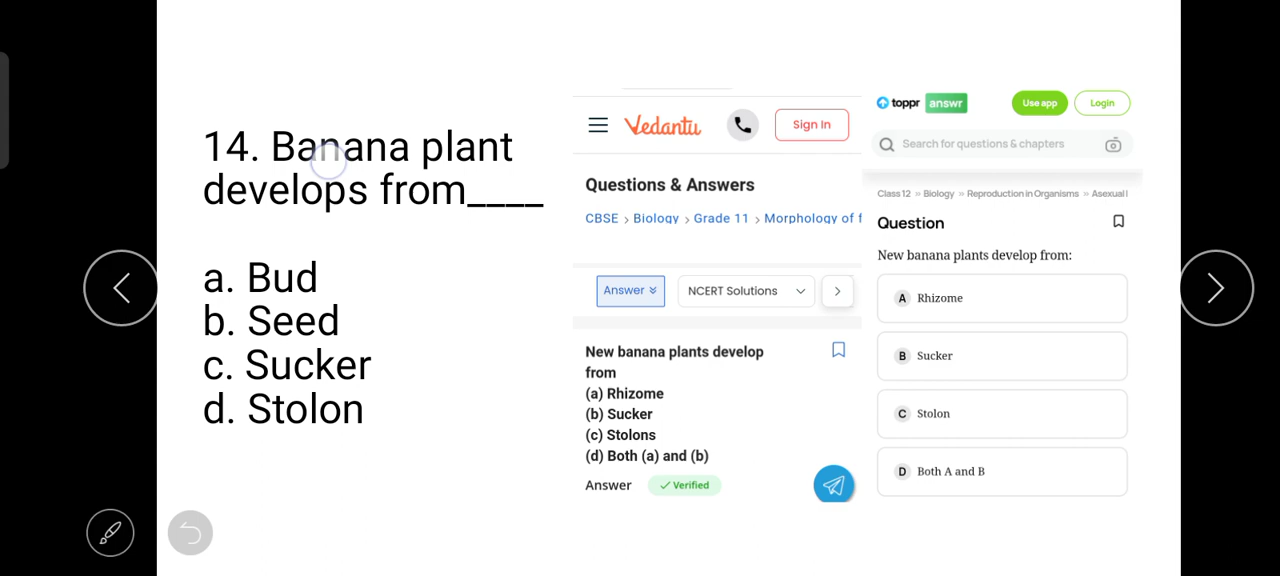 14. Banana plant
develops from____
a. Bud
b. Seed
c. Sucker
d. Stolon
Vedantu
Sign In
Questions & Answers
CBSE > Biology > Grade 11 > Morphology of f
Answer
NCERT Solutions
New banana plants develop
from
(a) Rhizome
(b) Sucker
(c) Stolons
(d) Both (a) and (b)
Answer
Verified
toppr answr
Use app
Login
Search for questions & chapters
Class 12 » Biology » Reproduction in Organisms » Asexual
Question
New banana plants develop from:
A Rhizome
B Sucker
C Stolon
D Both A and B